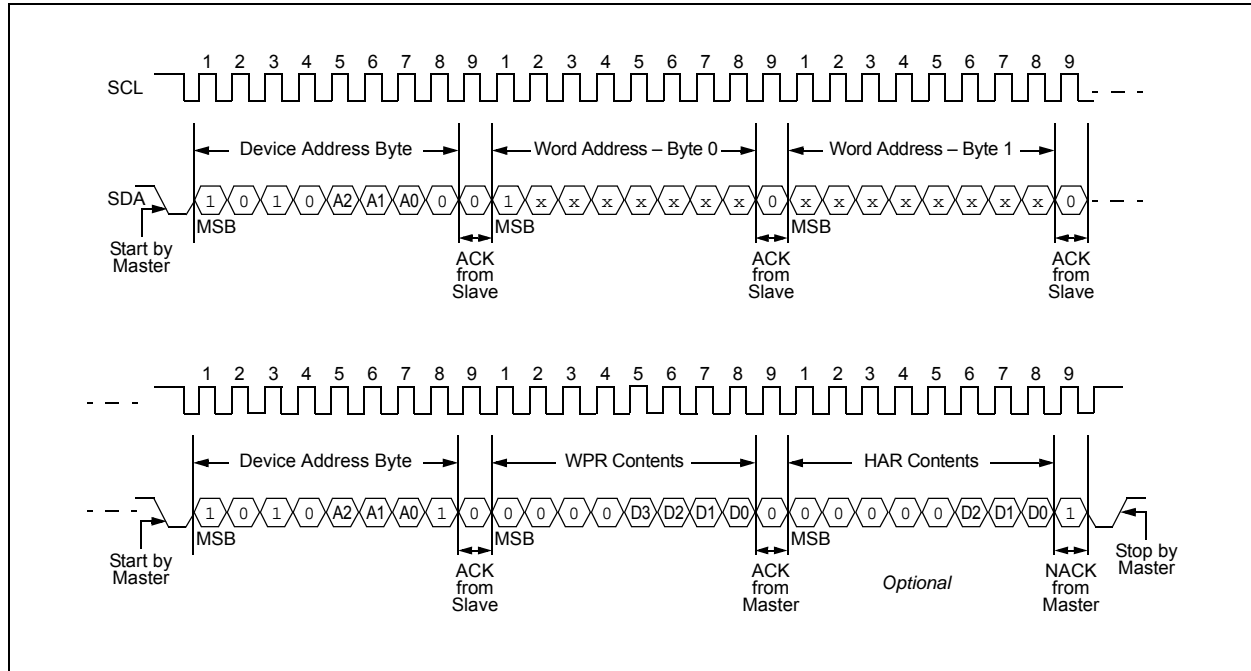 1 2 3 4 5 6 7 8 9 1 2 3 4 5 6 7 8 9 1 2 3 4 5 6 7 8 9
SCL
Device Address Byte Word Address – Byte 0 Word Address – Byte 1
SDA 1 0 1 0 A2 A1 A0 0 0 1 x x x x x x x 0 x x x x x x x x 0
MSB MSB MSB
Start by Master
ACK from Slave
ACK from Slave
ACK from Slave
1 2 3 4 5 6 7 8 9 1 2 3 4 5 6 7 8 9 1 2 3 4 5 6 7 8 9
Device Address Byte WPR Contents HAR Contents
1 0 1 0 A2 A1 A0 1 0 0 0 0 0 D3 D2 D1 D0 0 0 0 0 0 0 D2 D1 D0 1
MSB MSB MSB
Start by Master
ACK from Slave
ACK from Master
Optional
NACK from Master
Stop by Master